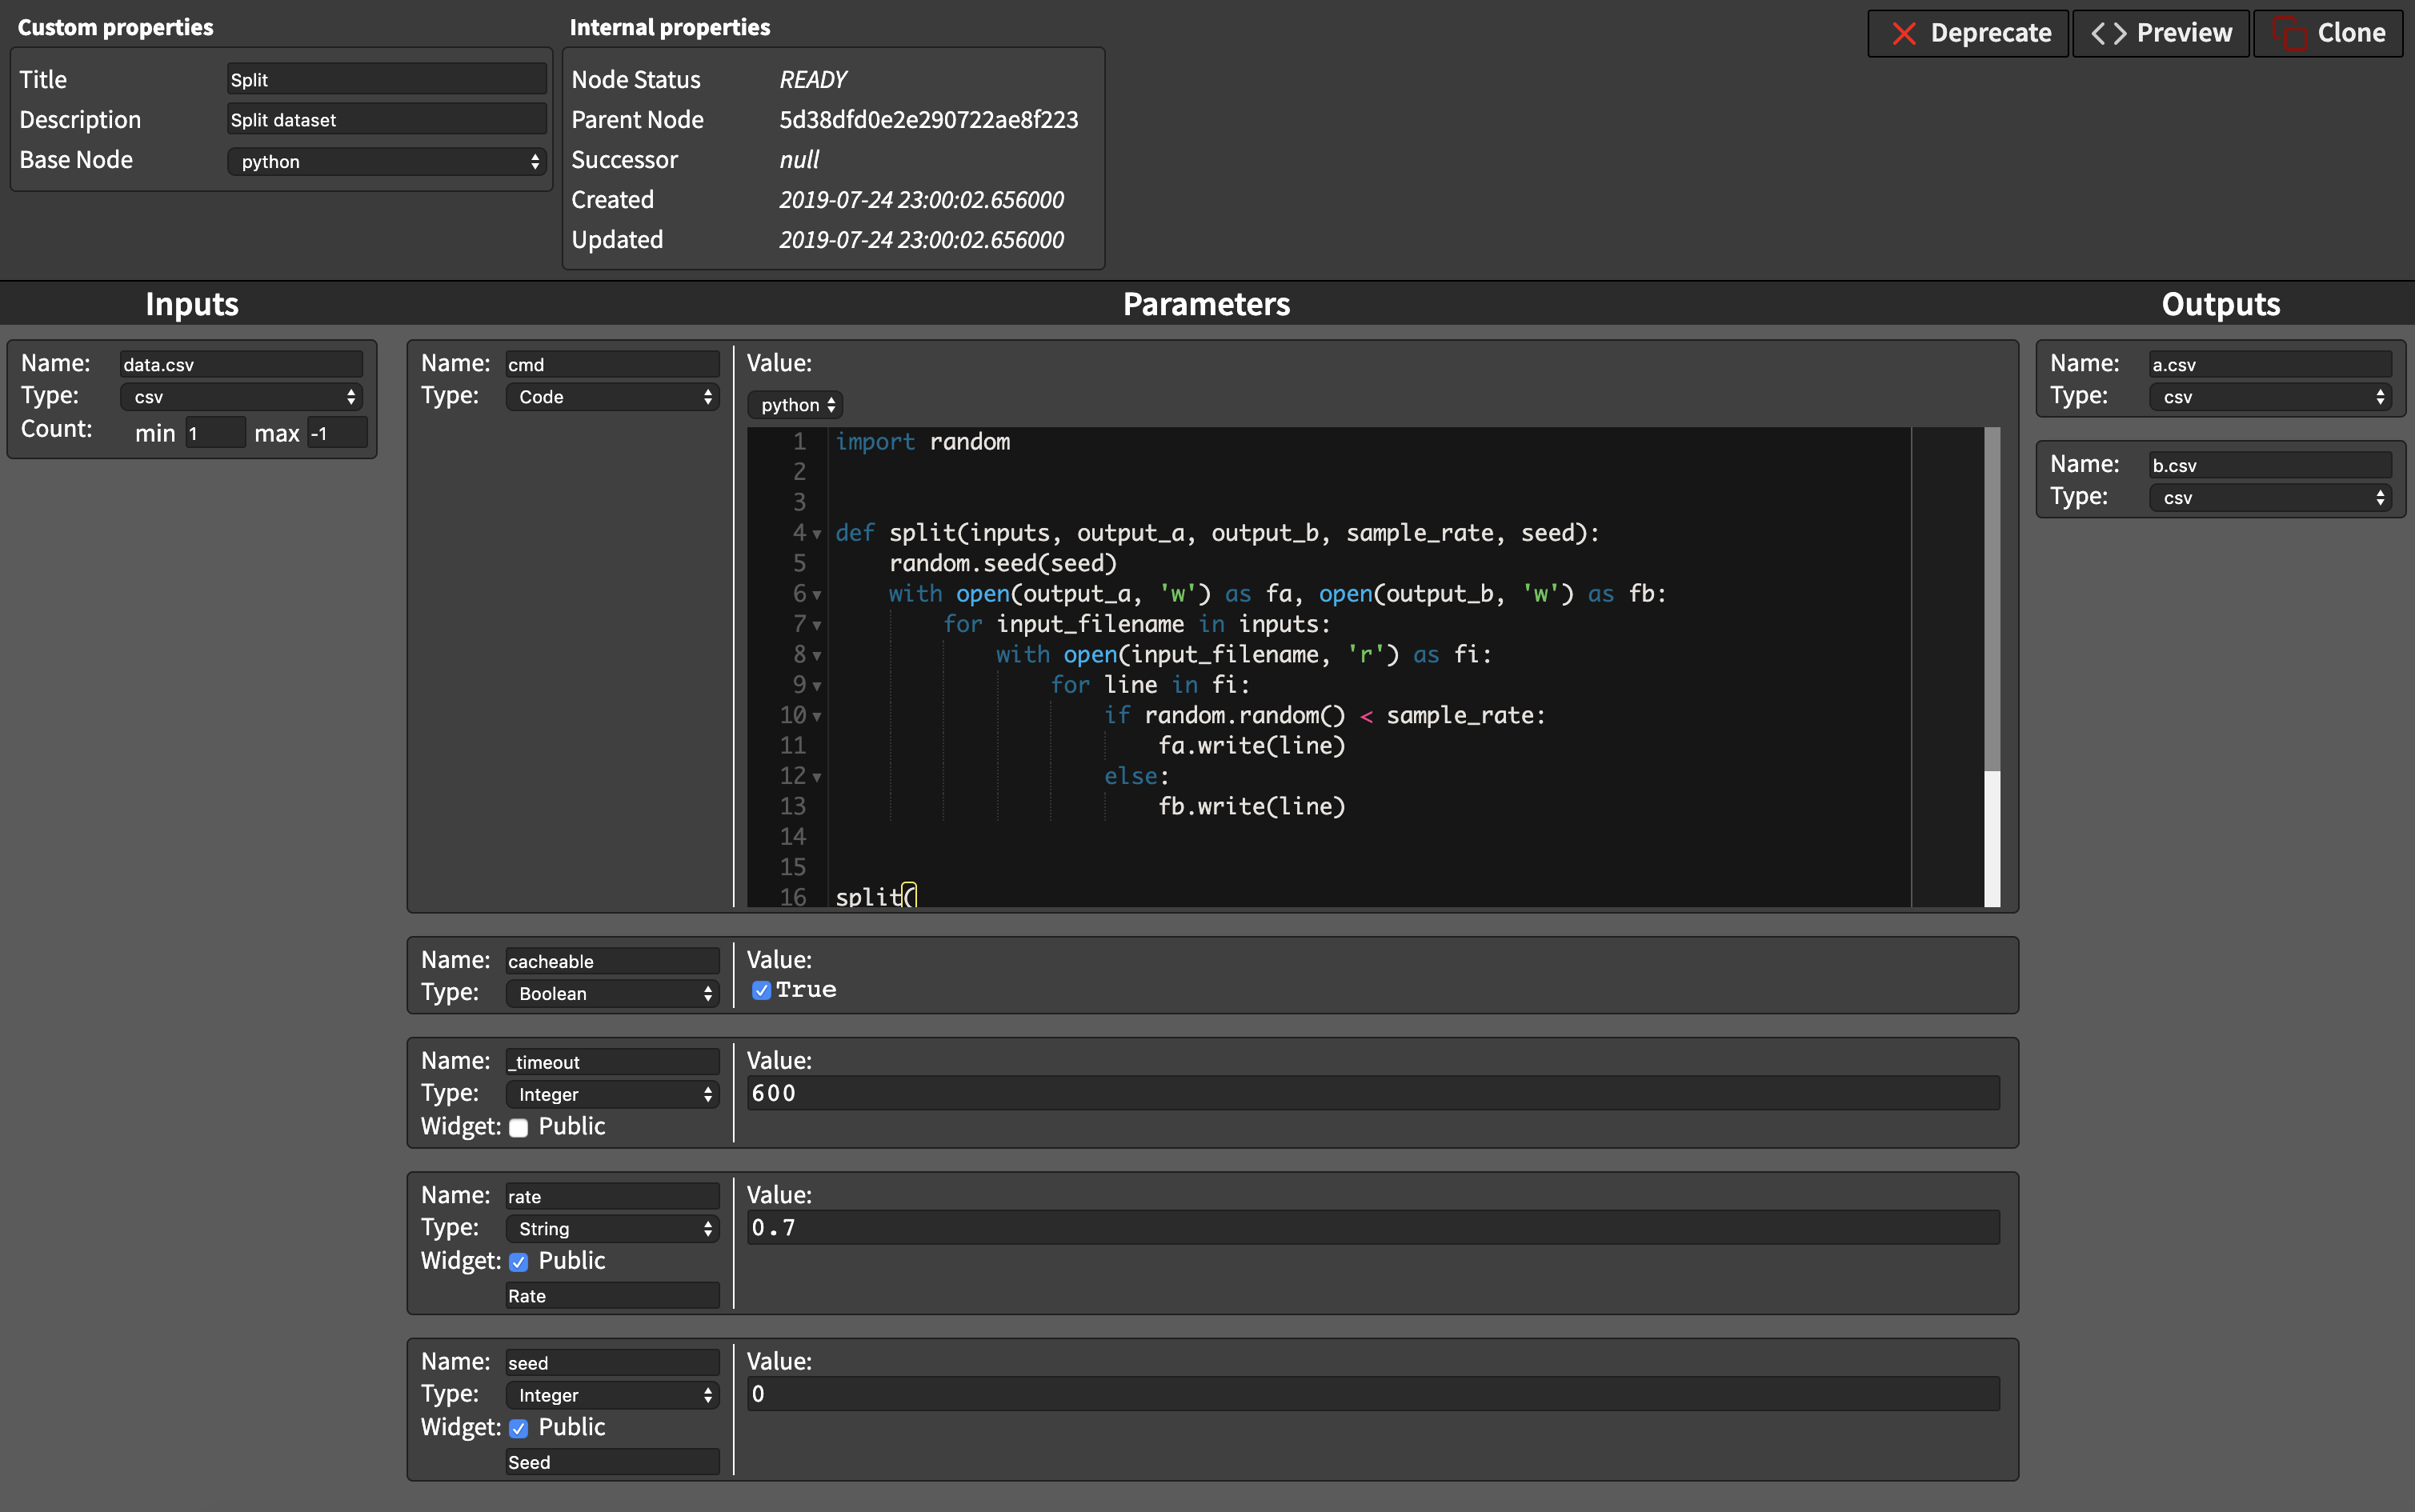 Custom properties
Title Split
Description Split dataset
Base Node python
Internal properties
Node Status READY
Parent Node 5d38dfd0e2e290722ae8f223
Successor null
Created 2019-07-24 23:00:02.656000
Updated 2019-07-24 23:00:02.656000
Deprecate
Preview
Clone
Inputs
Parameters
Outputs
Name: data.csv
Type: csv
Count: min 1 max -1
Name: cmd
Type: Code
Value:
python
1 import random
2
3
4 def split(inputs, output_a, output_b, sample_rate, seed):
5     random.seed(seed)
6     with open(output_a, 'w') as fa, open(output_b, 'w') as fb:
7         for input_filename in inputs:
8             with open(input_filename, 'r') as fi:
9                 for line in fi:
10                     if random.random() < sample_rate:
11                         fa.write(line)
12                     else:
13                         fb.write(line)
14
15
16 split(
Name: cacheable
Type: Boolean
Value:
True
Name: _timeout
Type: Integer
Widget: Public
Value:
600
Name: rate
Type: String
Widget: Public
Rate
Value:
0.7
Name: seed
Type: Integer
Widget: Public
Seed
Value:
0
Name: a.csv
Type: csv
Name: b.csv
Type: csv